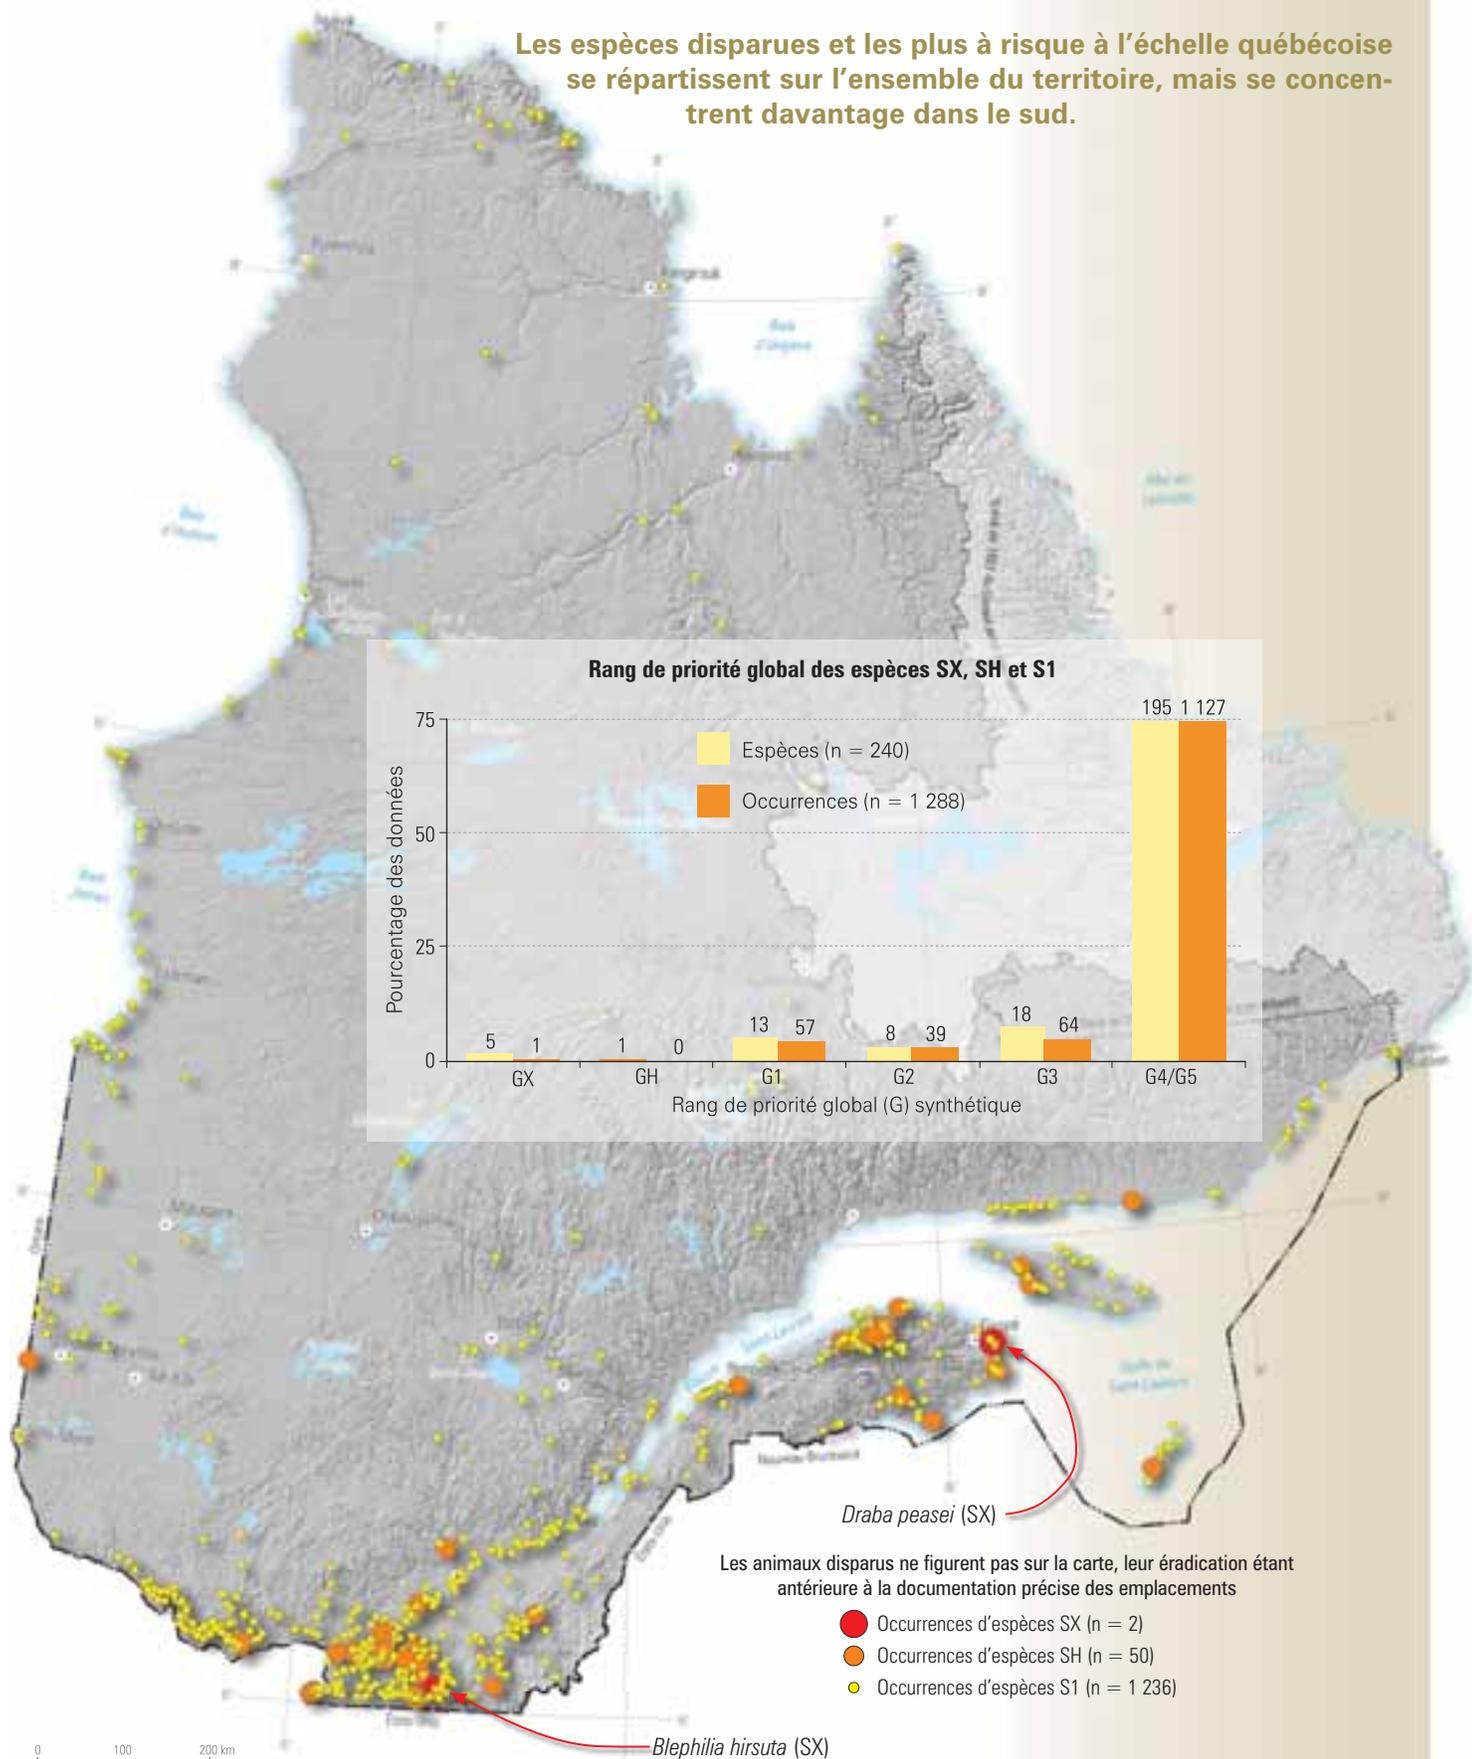 Les espèces disparues et les plus à risque à l’échelle québécoise
se répartissent sur l’ensemble du territoire, mais se concen-
trent davantage dans le sud.
Rang de priorité global des espèces SX, SH et S1
195 1 127
75
Espèces (n = 240)
Occurrences (n = 1 288)
50
25
0
Pourcentage des données
5 1 1 0 13 57 8 39 18 64
GX GH G1 G2 G3 G4/G5
Rang de priorité global (G) synthétique
Draba peasei (SX)
Les animaux disparus ne figurent pas sur la carte, leur éradication étant
antérieure à la documentation précise des emplacements
Occurrences d’espèces SX (n = 2)
Occurrences d’espèces SH (n = 50)
Occurrences d’espèces S1 (n = 1 236)
Blephilia hirsuta (SX)
0 100 200 km